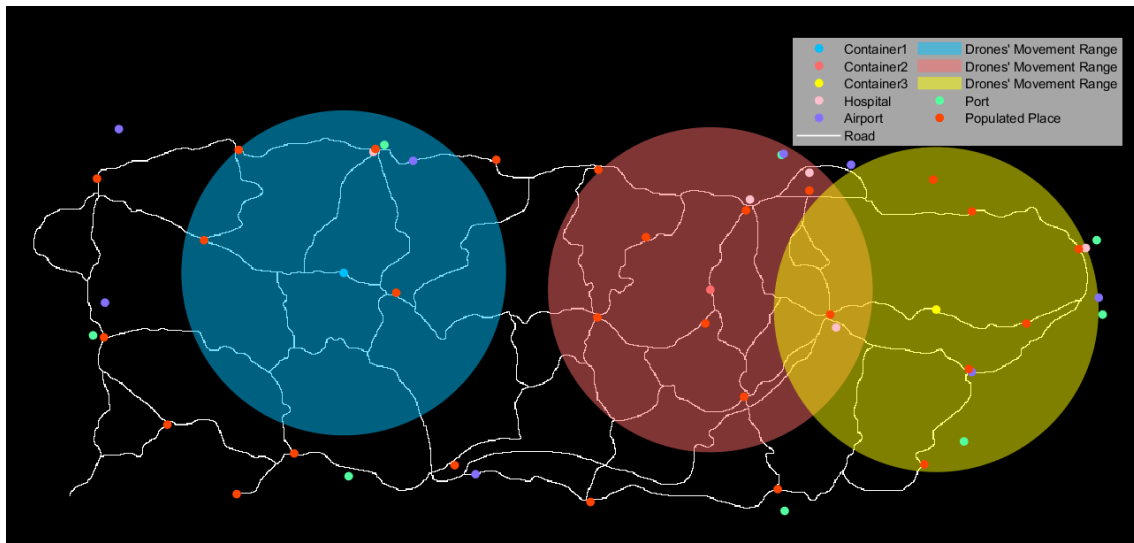 Container1 Drones' Movement Range
Container2 Drones' Movement Range
Container3 Drones' Movement Range
Hospital Port
Airport Populated Place
Road